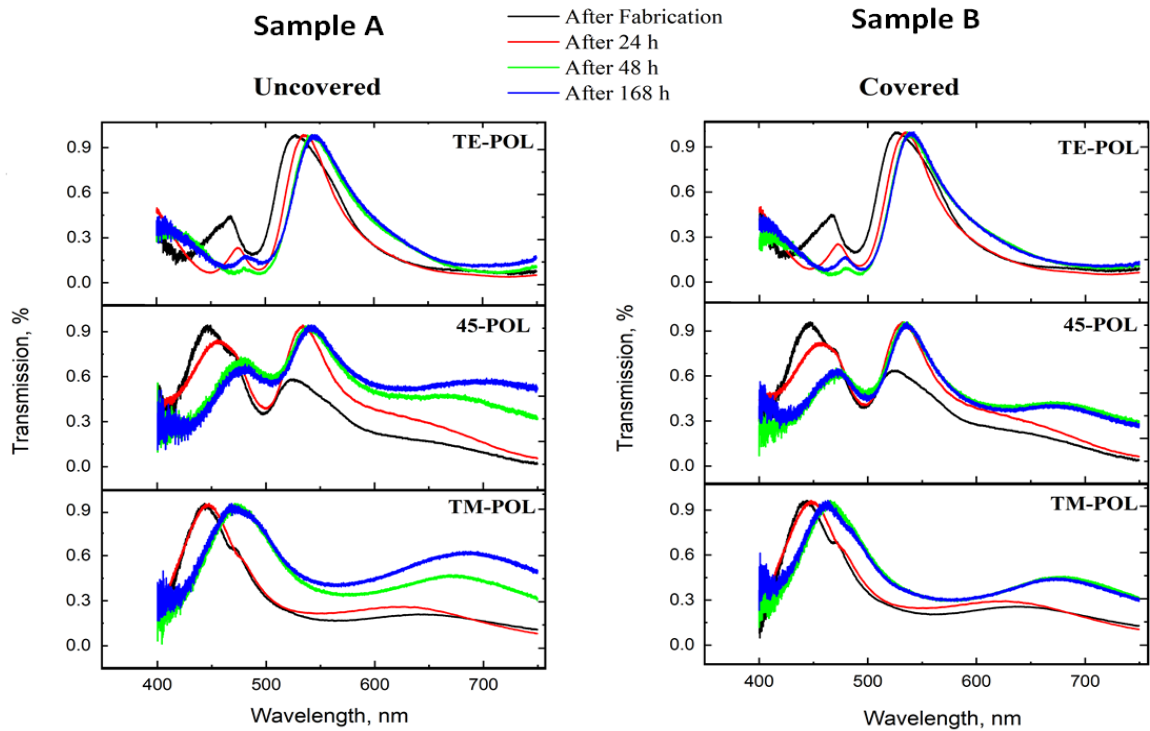 Sample A
After Fabrication
After 24 h
After 48 h
After 168 h
Sample B
Uncovered
Covered
TE-POL
0.9
0.6
0.3
0.0
45-POL
0.9
0.6
0.3
0.0
TM-POL
0.9
0.6
0.3
0.0
400 500 600 700
Transmission, %
Wavelength, nm
TE-POL
0.9
0.6
0.3
0.0
45-POL
0.9
0.6
0.3
0.0
TM-POL
0.9
0.6
0.3
0.0
400 500 600 700
Transmission, %
Wavelength, nm